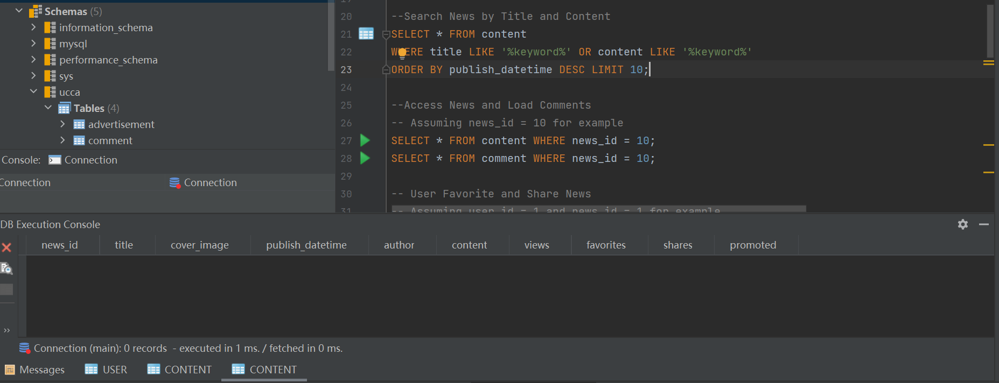 Schemas (5)
information_schema
mysql
performance_schema
sys
ucca
Tables (4)
advertisement
comment
Console: Connection
Connection Connection
19
20 --Search News by Title and Content
21 SELECT * FROM content
22 WHERE title LIKE '%keyword%' OR content LIKE '%keyword%'
23 ORDER BY publish_datetime DESC LIMIT 10;
24
25 --Access News and Load Comments
26 -- Assuming news_id = 10 for example
27 SELECT * FROM content WHERE news_id = 10;
28 SELECT * FROM comment WHERE news_id = 10;
29
30 -- User Favorite and Share News
31 -- Assuming user_id = 1 and news_id = 1 for example
DB Execution Console
news_id title cover_image publish_datetime author content views favorites shares promoted
Connection (main): 0 records - executed in 1 ms. / fetched in 0 ms.
Messages USER CONTENT CONTENT